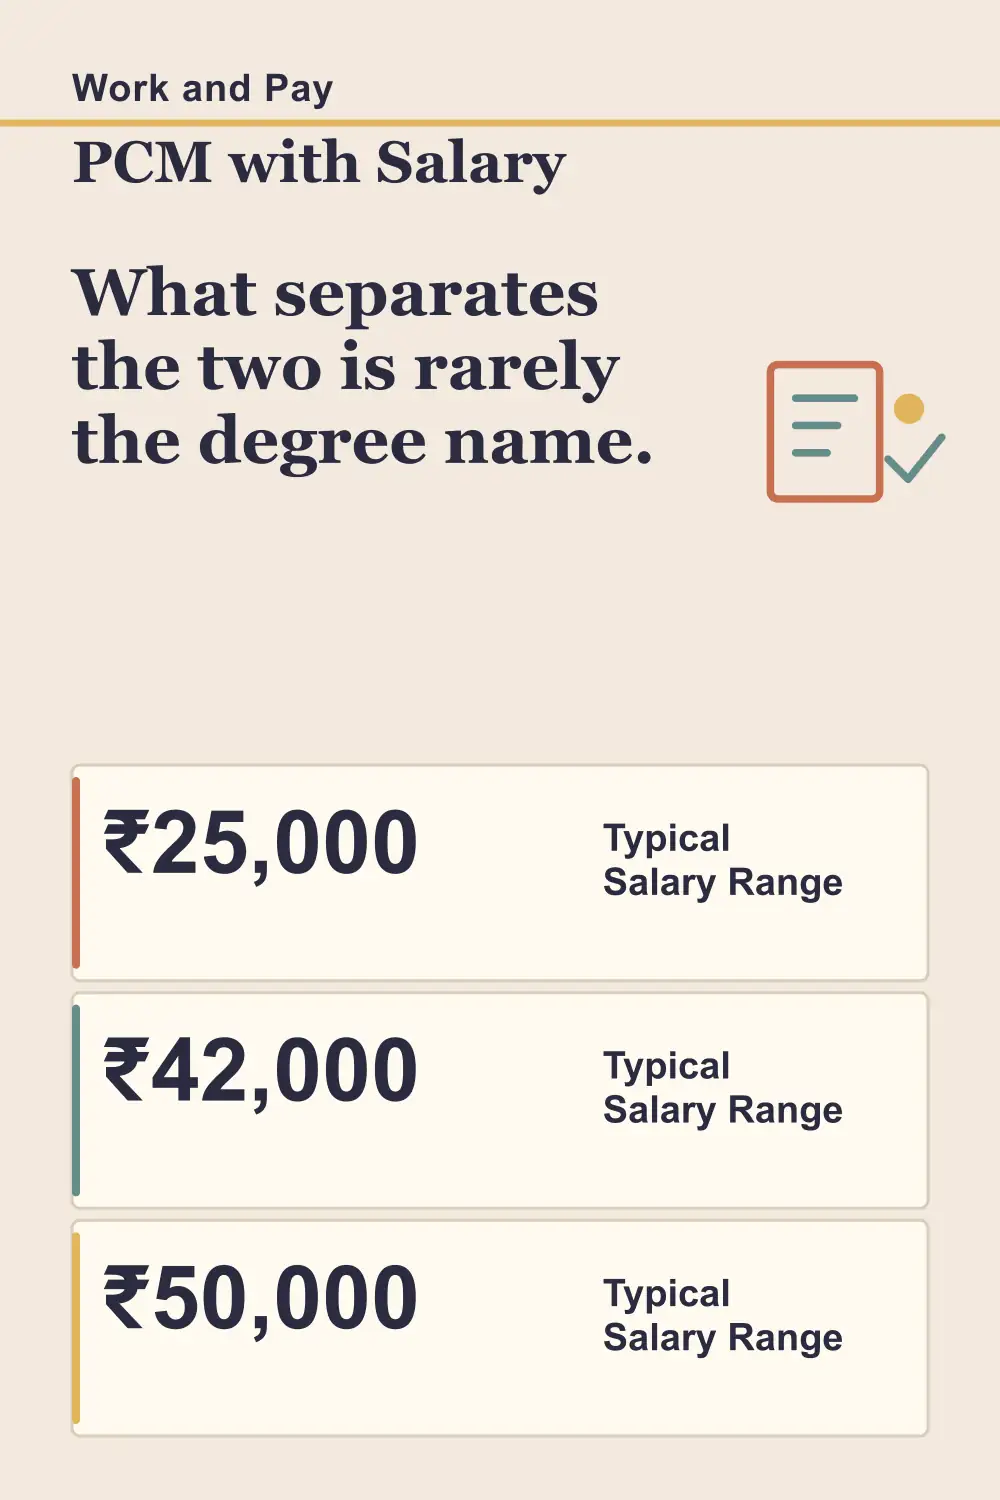 Work and Pay
PCM with Salary
What separates
the two is rarely
the degree name.
₹25,000
Typical
Salary Range
₹42,000
Typical
Salary Range
₹50,000
Typical
Salary Range